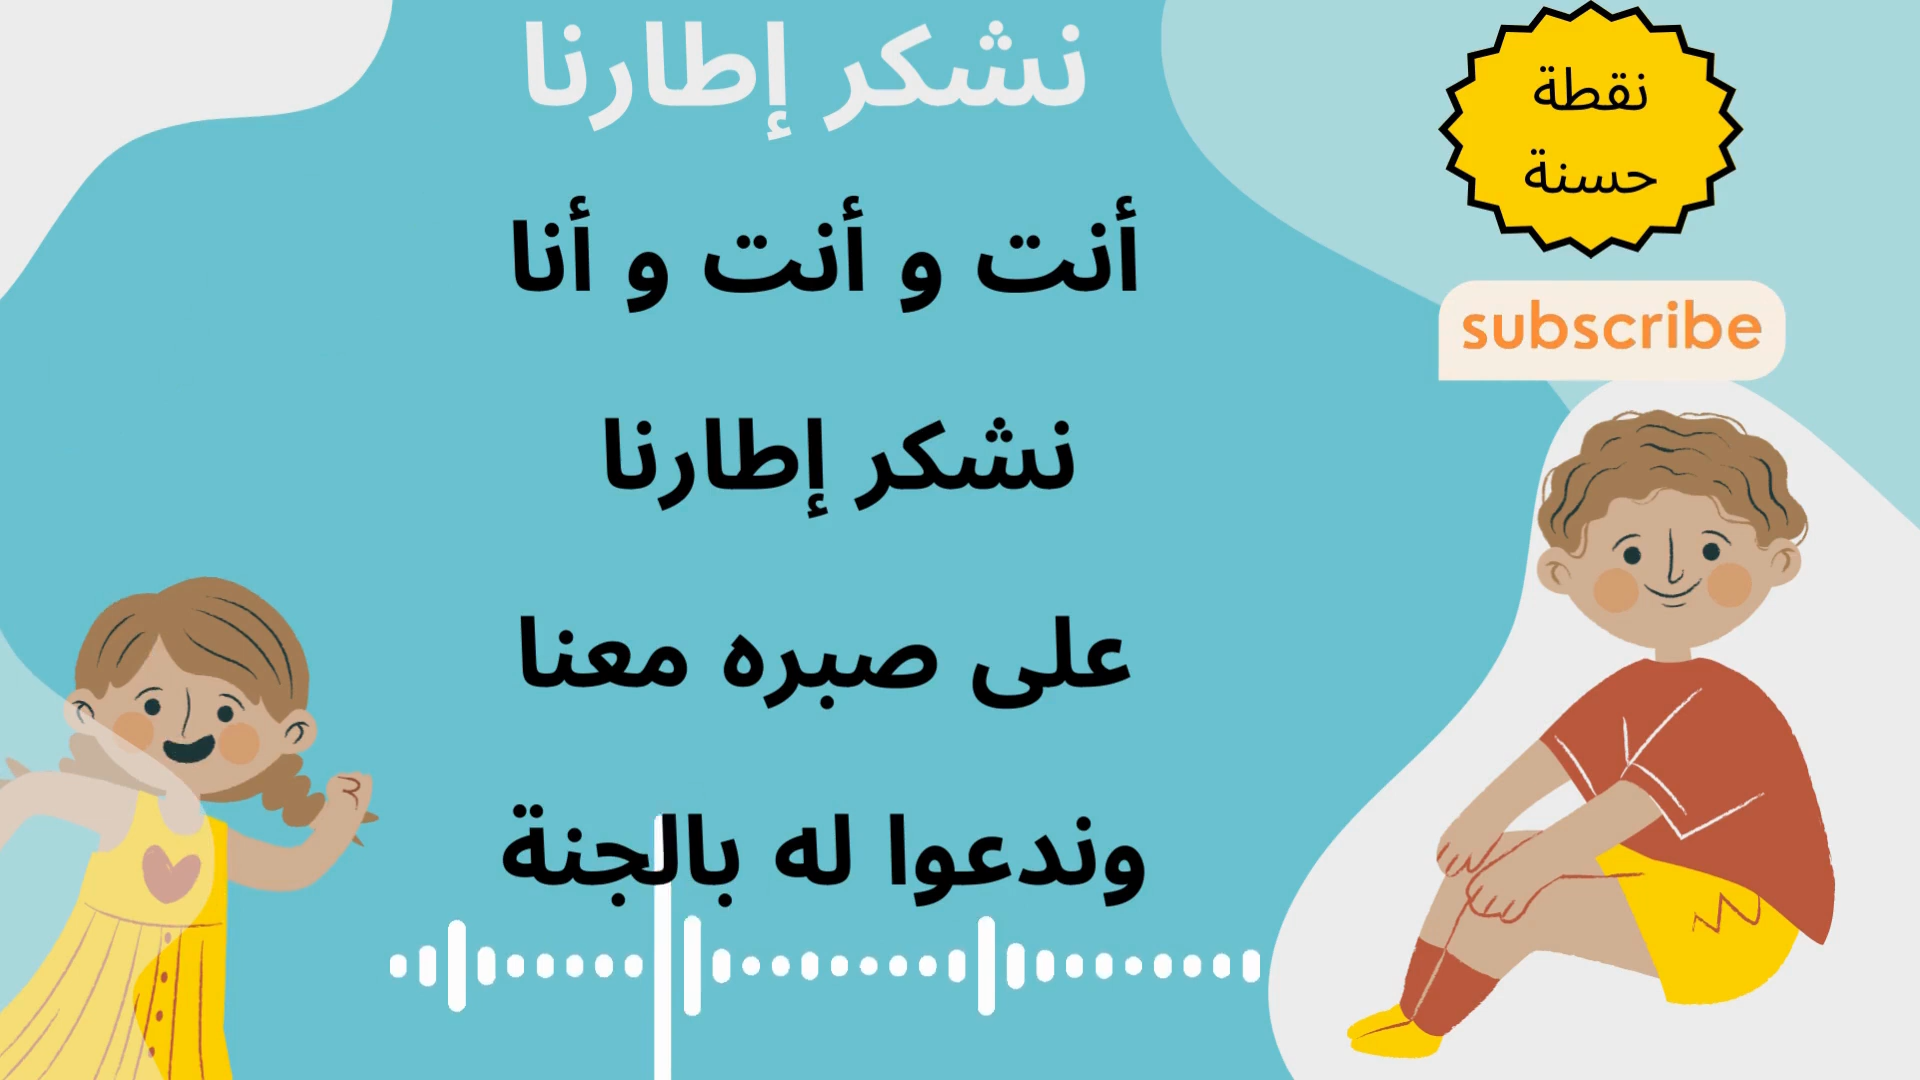 نشكر إطارنا
أنت و أنت و أنا
نشكر إطارنا
على صبره معنا
وندعوا له بالجنة
نقطة
حسنة
subscribe